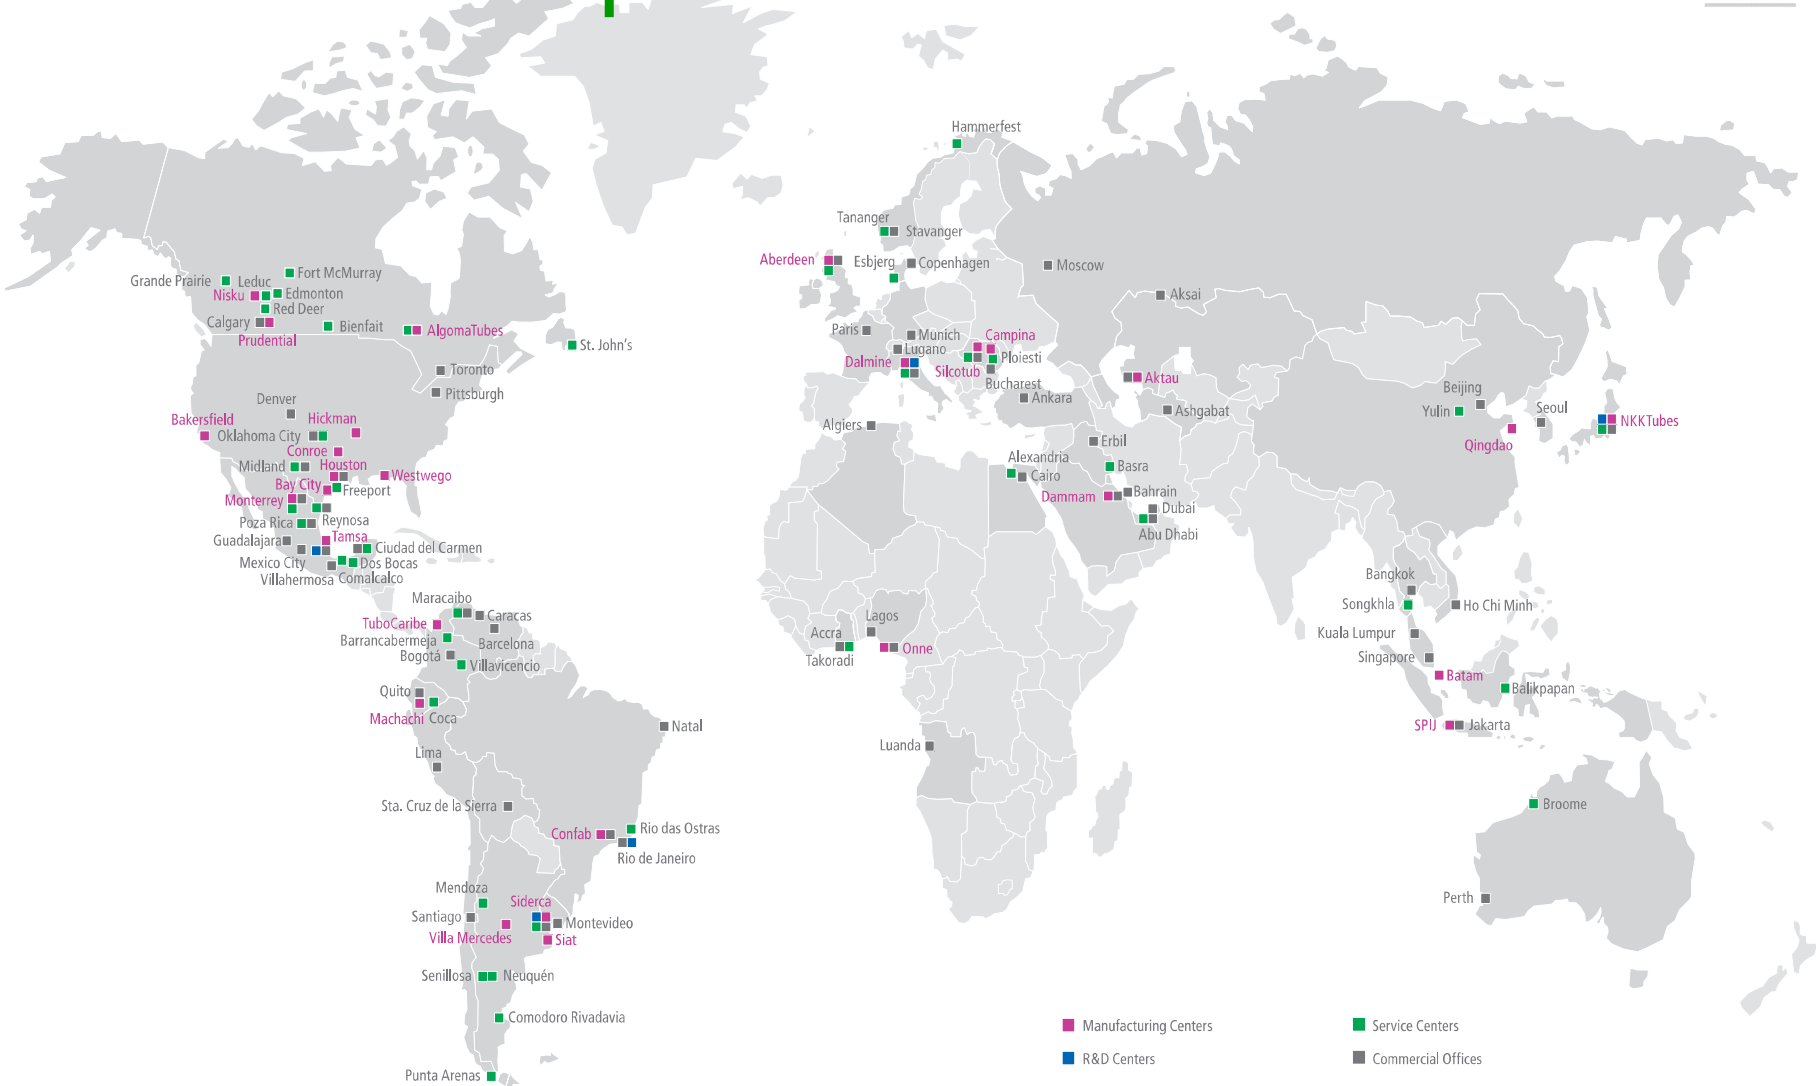 Hammerfest
Tananger
Stavanger
Aberdeen
Esbjerg
Copenhagen
Moscow
Grande Prairie
Leduc
Fort McMurray
Nisku
Edmonton
Red Deer
Calgary
Bienfait
AlgomaTubes
Prudential
St. John's
Aksai
Paris
Munich
Campina
Lugano
Dalmine
Silcotub
Ploiesti
Bucharest
Toronto
Pittsburgh
Aktau
Ankara
Ashgabat
Beijing
Yulin
Seoul
NKKTubes
Qingdao
Denver
Bakersfield
Hickman
Oklahoma City
Conroe
Midland
Houston
Westwego
Bay City
Freeport
Monterrey
Poza Rica
Reynosa
Guadalajara
Tamsa
Ciudad del Carmen
Mexico City
Dos Bocas
Villahermosa
Comalcalco
Algiers
Erbil
Alexandria
Cairo
Basra
Dammam
Bahrain
Dubai
Abu Dhabi
Maracaibo
Caracas
TuboCaribe
Barrancabermeja
Barcelona
Bogotá
Villavicencio
Lagos
Accra
Takoradi
Onne
Bangkok
Songkhla
Ho Chi Minh
Kuala Lumpur
Singapore
Batam
Balikpapan
Quito
Machachi
Coca
Natal
SPIJ
Jakarta
Lima
Luanda
Sta. Cruz de la Sierra
Broome
Confab
Rio das Ostras
Rio de Janeiro
Mendoza
Siderca
Santiago
Montevideo
Villa Mercedes
Siat
Perth
Senillosa
Neuquén
Comodoro Rivadavia
Punta Arenas
Manufacturing Centers
Service Centers
R&D Centers
Commercial Offices